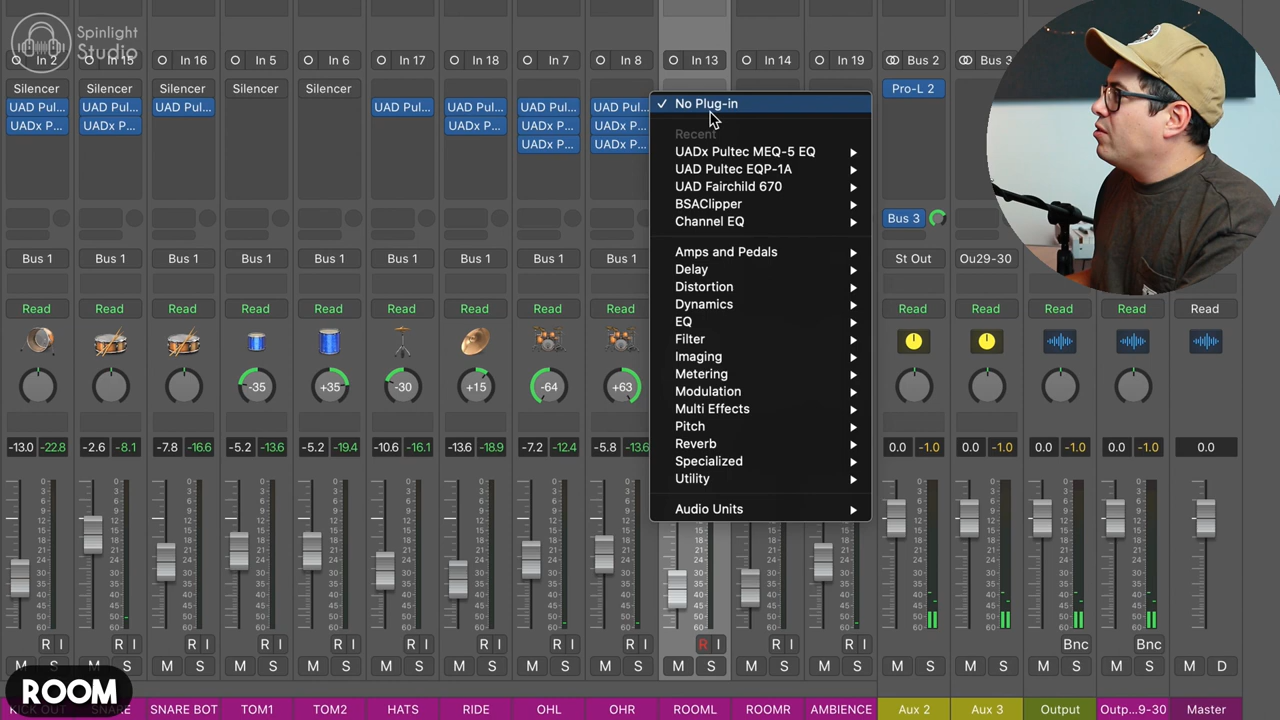 Spinlight
Studio
In 2 In 15 In 16 In 5 In 6 In 17 In 18 In 7 In 8 In 13 In 14 In 19 Bus 2 Bus 3
Silencer Silencer Silencer Silencer Silencer Pro-L 2
UAD Pul... UAD Pul... UAD Pul... UAD Pul... UAD Pul... UAD Pul...
UADx P... UADx P... UADx P... UADx P... UADx P...
UADx P... UADx P...
No Plug-in
Recent
UADx Pultec MEQ-5 EQ
UAD Pultec EQP-1A
UAD Fairchild 670
BSAClipper
Channel EQ
Amps and Pedals
Delay
Distortion
Dynamics
EQ
Filter
Imaging
Metering
Modulation
Multi Effects
Pitch
Reverb
Specialized
Utility
Audio Units
Bus 3
Bus 1 Bus 1 Bus 1 Bus 1 Bus 1 Bus 1 Bus 1 Bus 1 Bus 1 St Out Ou29-30
Read Read Read Read Read Read Read Read Read Read Read Read Read Read
-35 +35 -30 +15 -64 +63
-13.0 -22.8 -2.6 -8.1 -7.8 -16.6 -5.2 -13.6 -5.2 -19.4 -10.6 -16.1 -13.6 -18.9 -7.2 -12.4 -5.8 -13.6 0.0 -1.0 0.0 -1.0 0.0 -1.0 0.0 -1.0 0.0
R I R I R I R I R I R I R I R I R I R I R I Bnc Bnc
M S M S M S M S M S M S M S M S M S M S M S M S M S M S M S M D
ROOM
SNARE BOT TOM1 TOM2 HATS RIDE OHL OHR ROOML ROOMR AMBIENCE Aux 2 Aux 3 Output Outp...9-30 Master